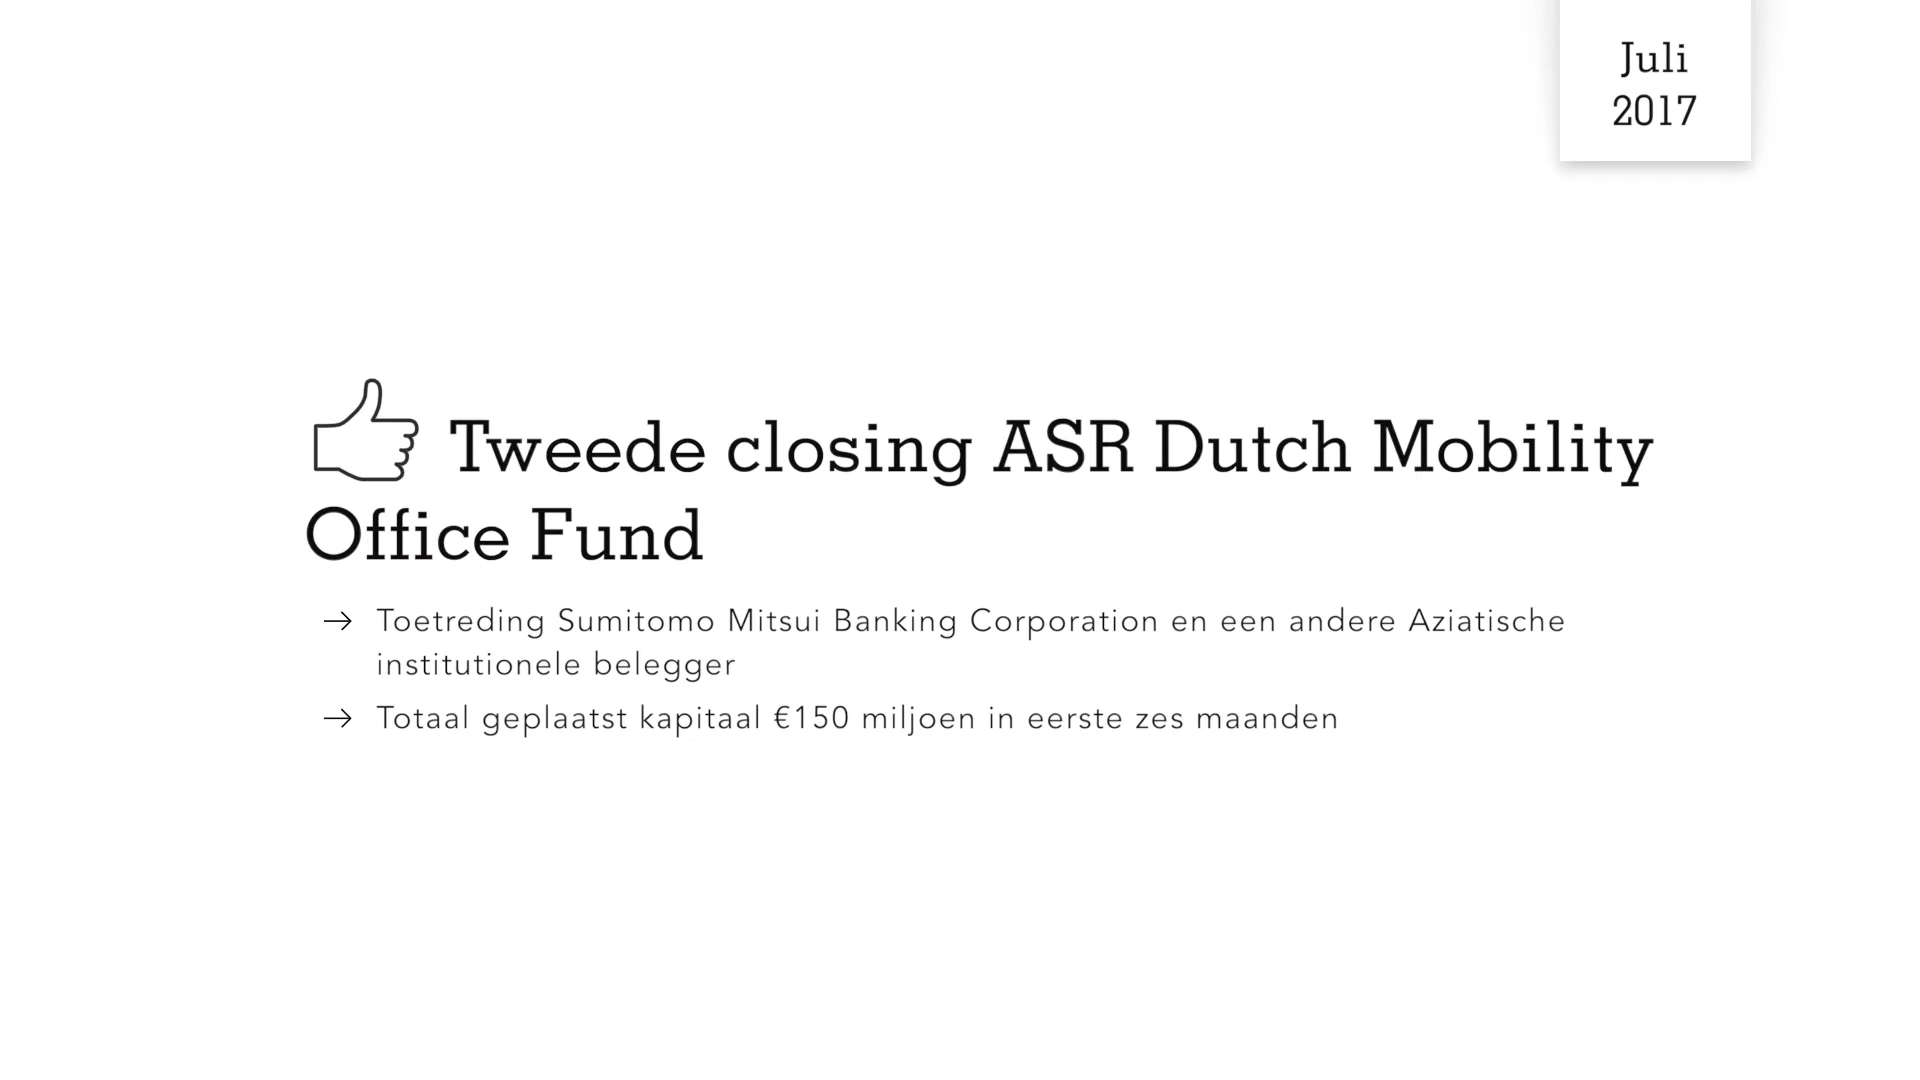 Juli
2017
Tweede closing ASR Dutch Mobility
Office Fund
→ Toetreding Sumitomo Mitsui Banking Corporation en een andere Aziatische
institutionele belegger
→ Totaal geplaatst kapitaal €150 miljoen in eerste zes maanden